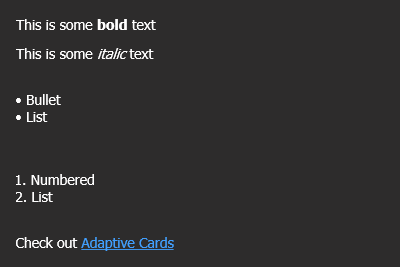 This is some bold text
This is some italic text
• Bullet
• List
1. Numbered
2. List
Check out Adaptive Cards